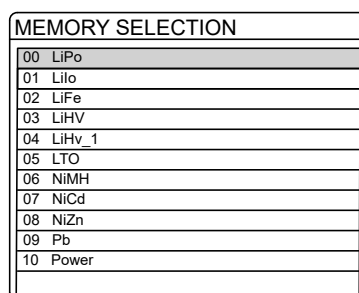 MEMORY SELECTION
00 LiPo
01 LiIo
02 LiFe
03 LiHV
04 LiHv_1
05 LTO
06 NiMH
07 NiCd
08 NiZn
09 Pb
10 Power